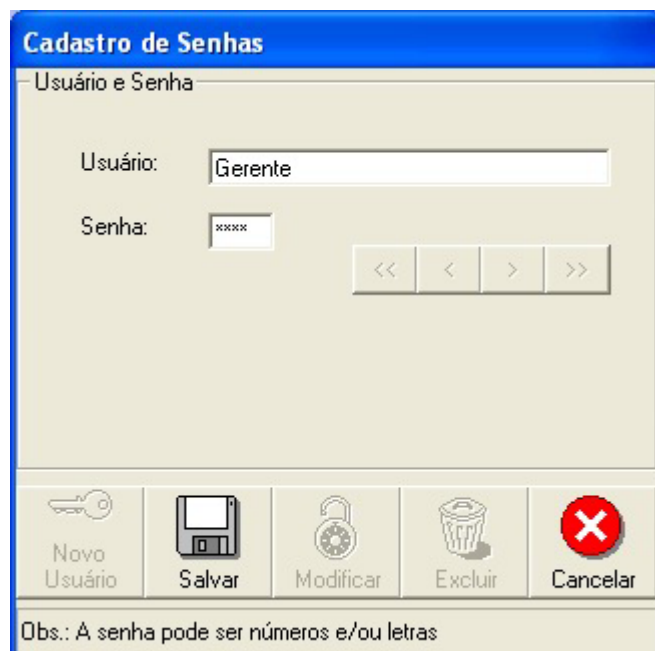 Cadastro de Senhas
Usuário e Senha
Usuário: Gerente
Senha: ××××
<< < > >>
Novo Usuário
Salvar
Modificar
Excluir
Cancelar
Obs.: A senha pode ser números e/ou letras